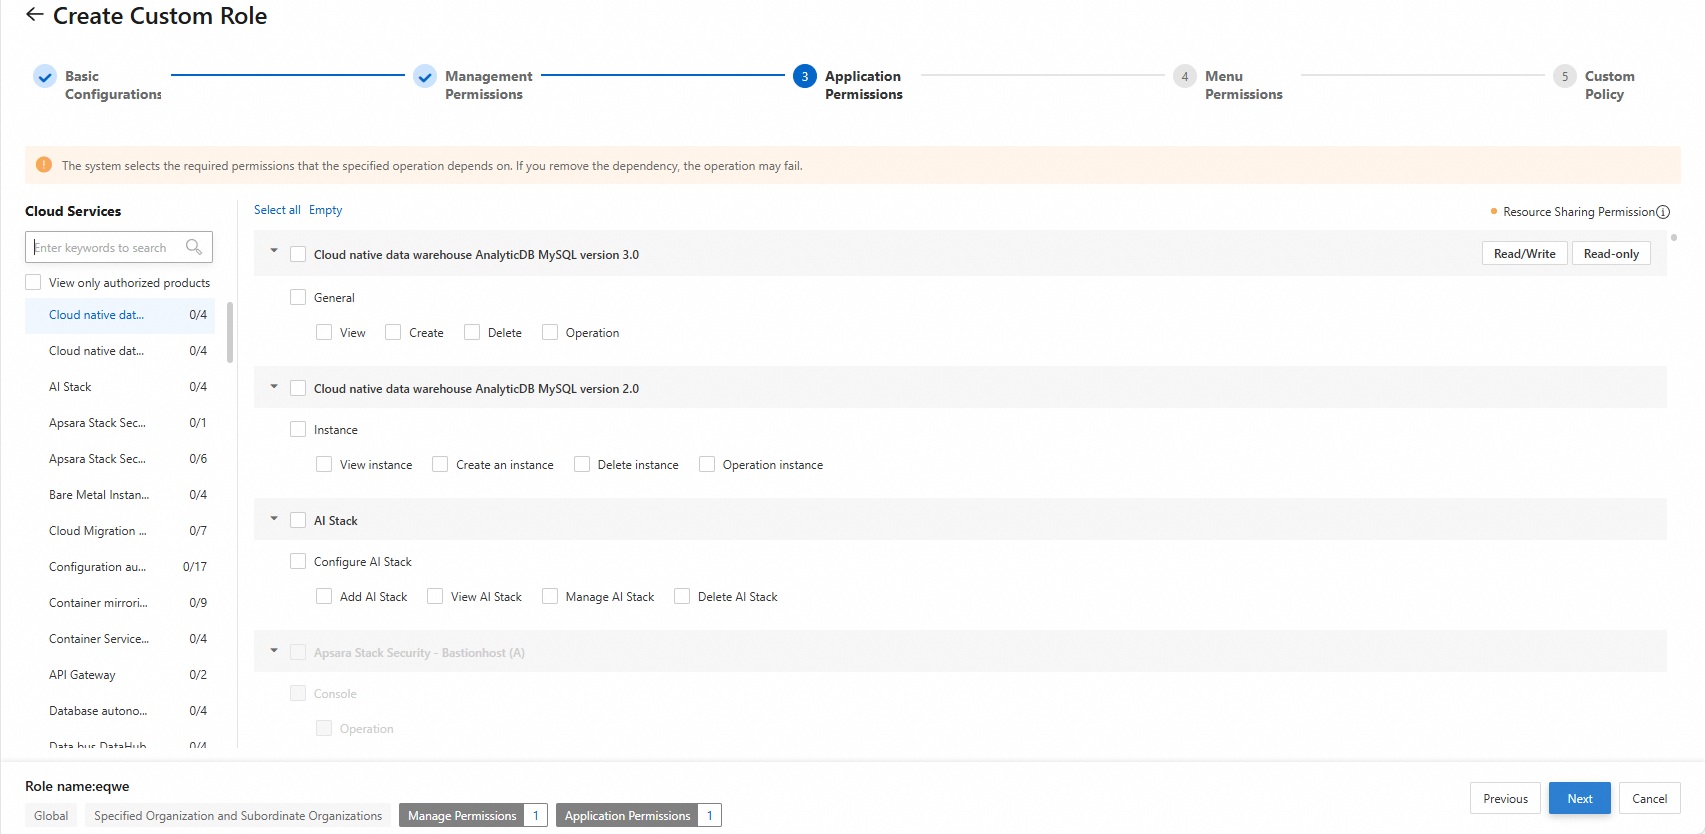 Create Custom Role
Basic
Configurations
Management
Permissions
3
Application
Permissions
4
Menu
Permissions
5
Custom
Policy
The system selects the required permissions that the specified operation depends on. If you remove the dependency, the operation may fail.
Cloud Services
Enter keywords to search
View only authorized products
Cloud native dat... 0/4
Cloud native dat... 0/4
AI Stack 0/4
Apsara Stack Sec... 0/1
Apsara Stack Sec... 0/6
Bare Metal Instan... 0/4
Cloud Migration ... 0/7
Configuration au... 0/17
Container mirrori... 0/9
Container Service... 0/4
API Gateway 0/2
Database autono... 0/4
Data bus DataHub 0/4
Select all Empty
Resource Sharing Permission
Cloud native data warehouse AnalyticDB MySQL version 3.0
Read/Write Read-only
General
View Create Delete Operation
Cloud native data warehouse AnalyticDB MySQL version 2.0
Instance
View instance Create an instance Delete instance Operation instance
AI Stack
Configure AI Stack
Add AI Stack View AI Stack Manage AI Stack Delete AI Stack
Apsara Stack Security - Bastionhost (A)
Console
Operation
Role name:eqwe
Global Specified Organization and Subordinate Organizations Manage Permissions 1 Application Permissions 1
Previous Next Cancel